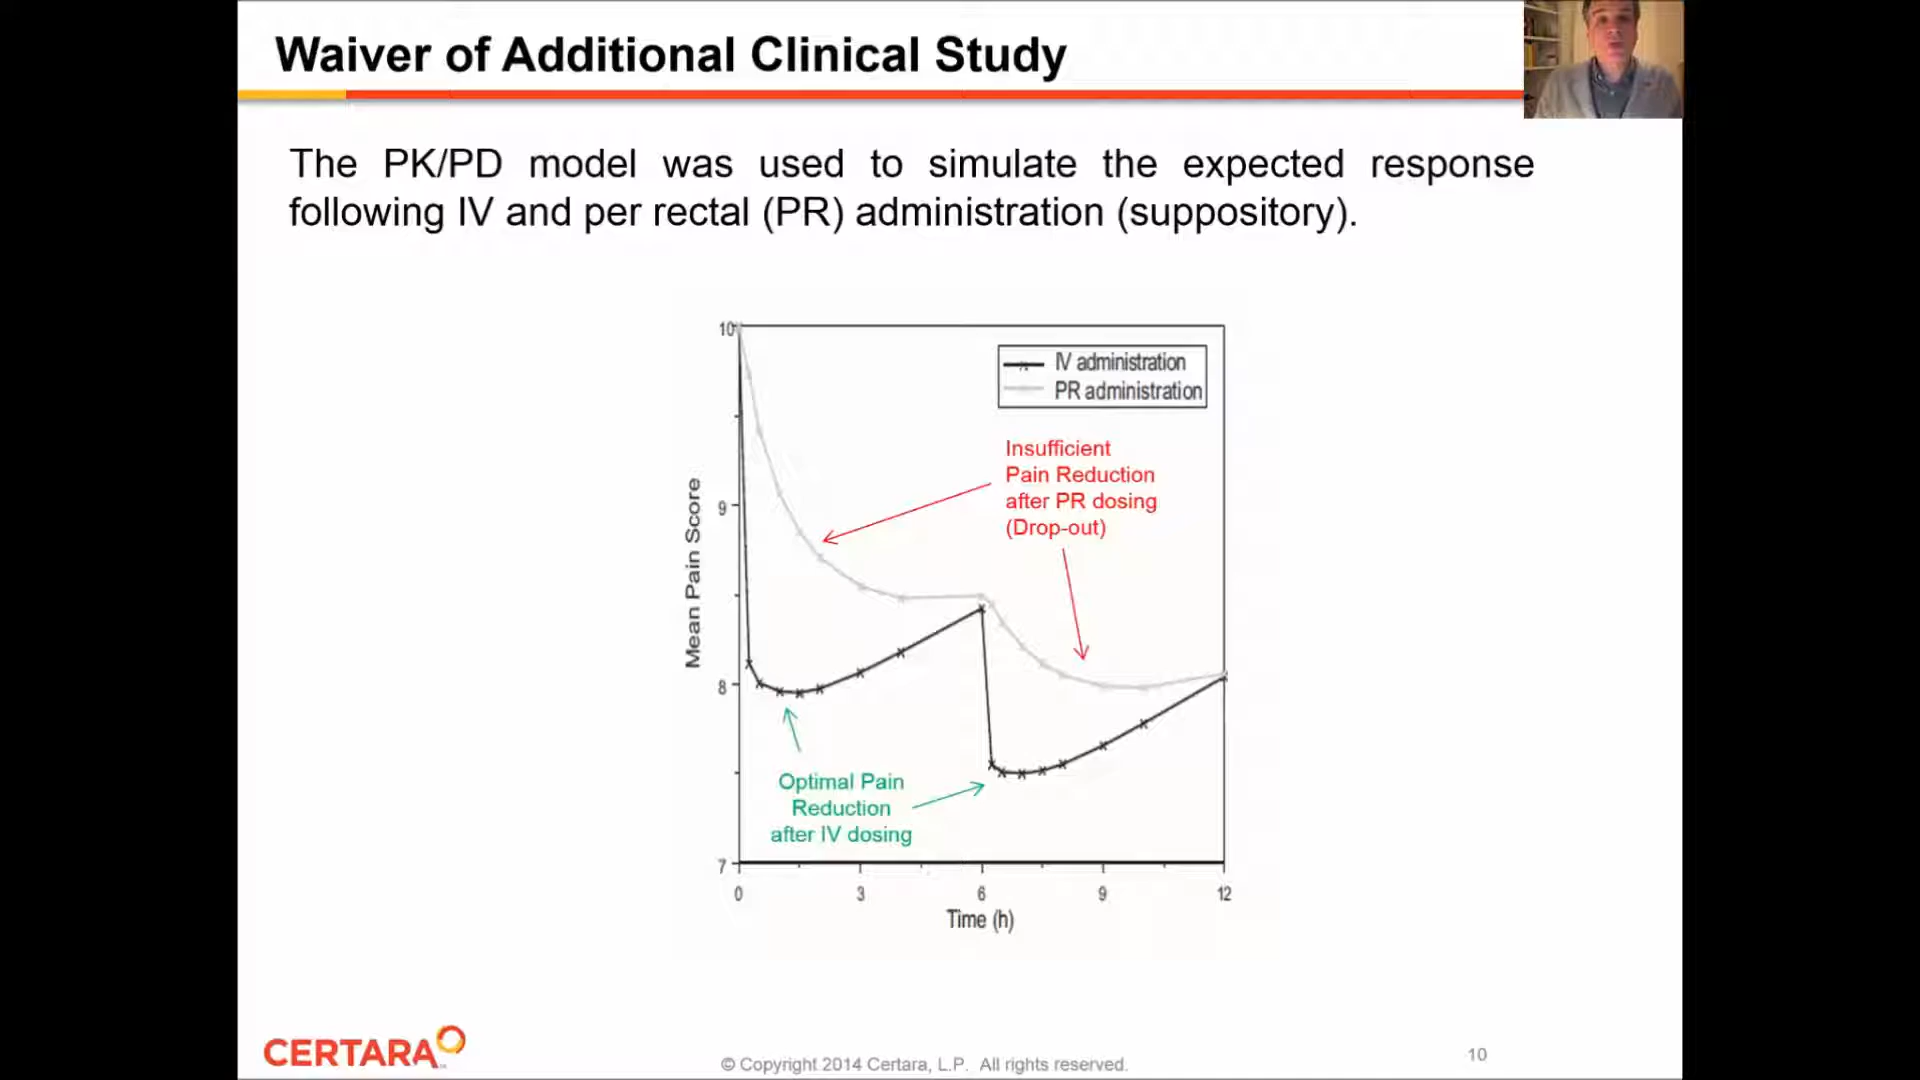 Waiver of Additional Clinical Study
The PK/PD model was used to simulate the expected response
following IV and per rectal (PR) administration (suppository).
10
9
8
7
Mean Pain Score
IV administration
PR administration
Insufficient
Pain Reduction
after PR dosing
(Drop-out)
Optimal Pain
Reduction
after IV dosing
0 3 6 9 12
Time (h)
CERTARA
© Copyright 2014 Certara, L.P. All rights reserved.
10